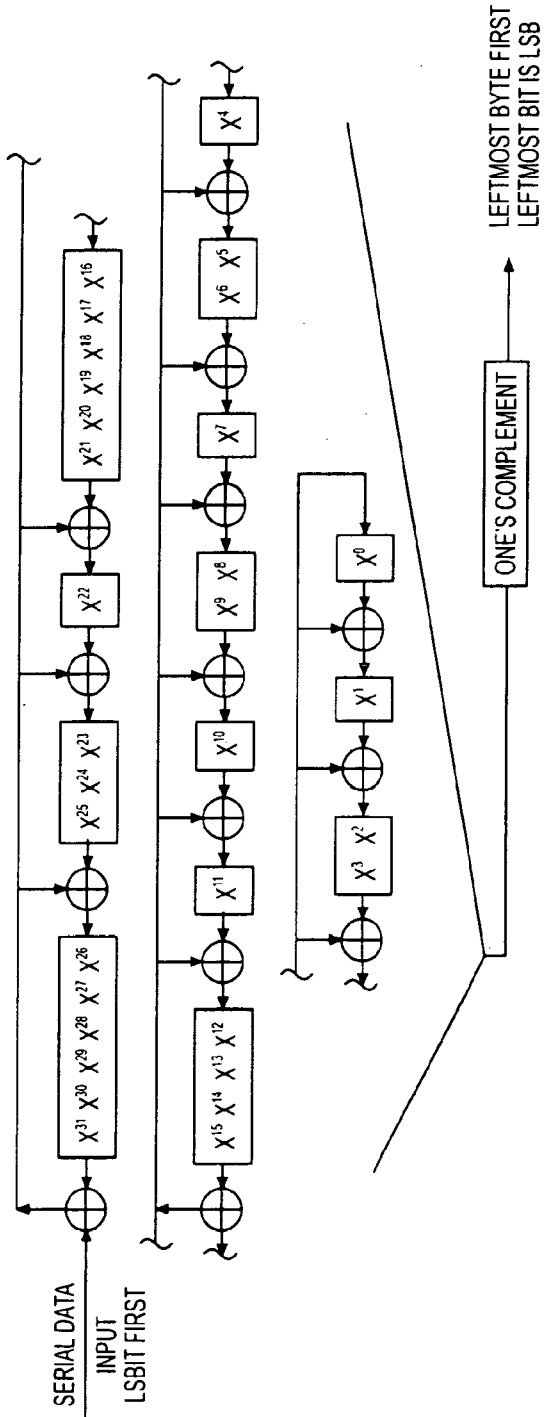 SERIAL DATA
INPUT
LSBIT FIRST
X³¹ X³⁰ X²⁹ X²⁸ X²⁷ X²⁶
X²⁵ X²⁴ X²³
X²²
X²¹ X²⁰ X¹⁹ X¹⁸ X¹⁷ X¹⁶
X¹⁵ X¹⁴ X¹³ X¹²
X¹¹
X¹⁰
X⁹ X⁸
X⁷
X⁶ X⁵
X⁴
X³ X²
X¹
X⁰
ONE'S COMPLEMENT
LEFTMOST BYTE FIRST
LEFTMOST BIT IS LSB